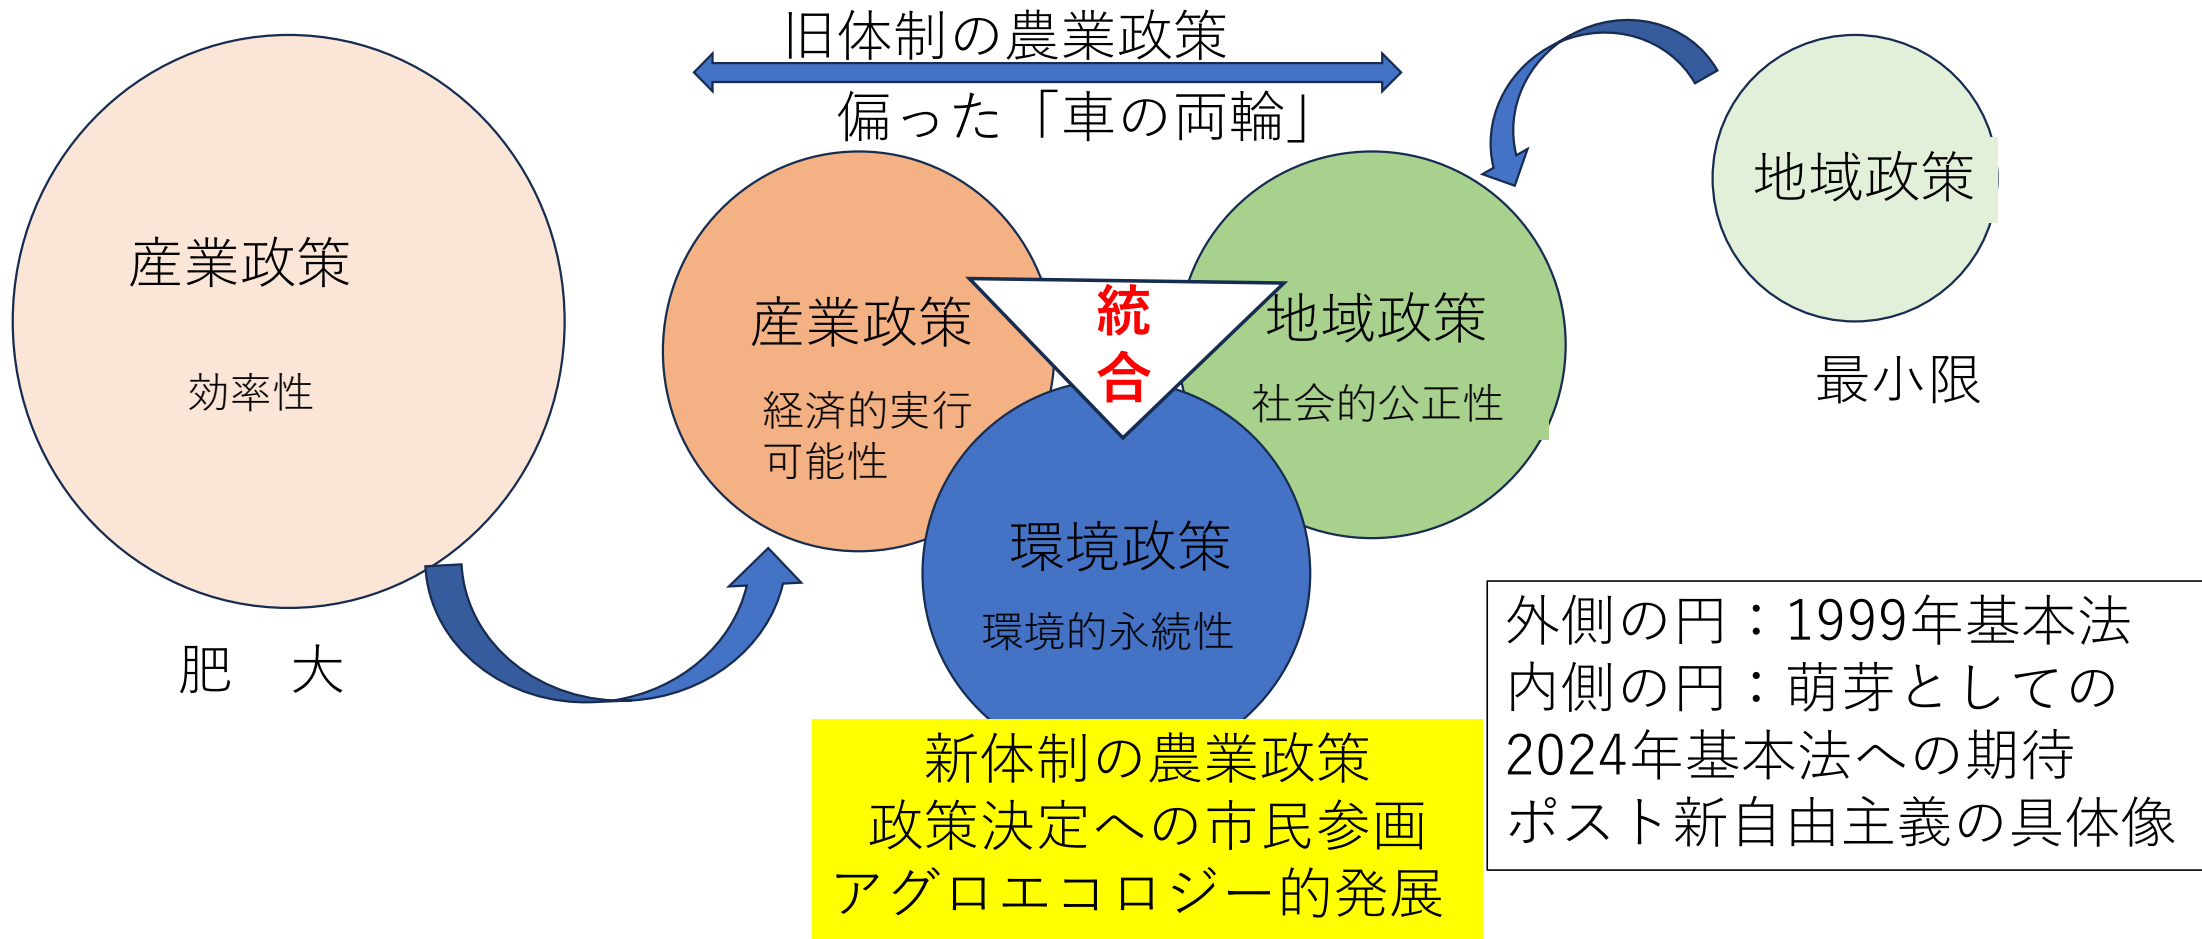 旧体制の農業政策
偏った「車の両輪」
産業政策
効率性
肥　大
産業政策
経済的実行
可能性
統
合
地域政策
社会的公正性
地域政策
最小限
環境政策
環境的永続性
新体制の農業政策
政策決定への市民参画
アグロエコロジー的発展
外側の円：1999年基本法
内側の円：萌芽としての
2024年基本法への期待
ポスト新自由主義の具体像